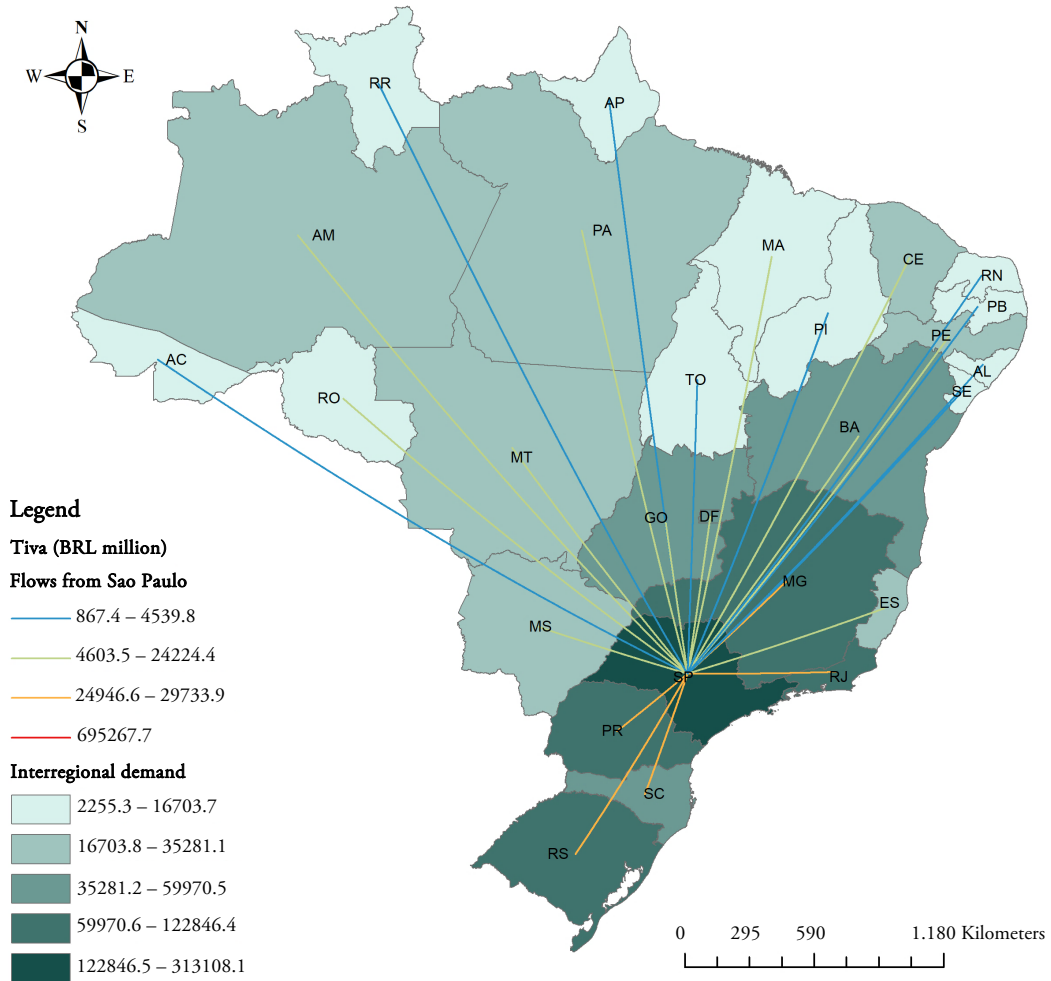 N
W
E
S
RR
AP
AM
PA
MA
CE
RN
PB
PI
PE
AC
AL
TO
SE
RO
BA
MT
GO
DF
MG
ES
MS
SP
RJ
PR
SC
RS
Legend
Tiva (BRL million)
Flows from Sao Paulo
867.4 – 4539.8
4603.5 – 24224.4
24946.6 – 29733.9
695267.7
Interregional demand
2255.3 – 16703.7
16703.8 – 35281.1
35281.2 – 59970.5
59970.6 – 122846.4
122846.5 – 313108.1
0 295 590 1.180 Kilometers